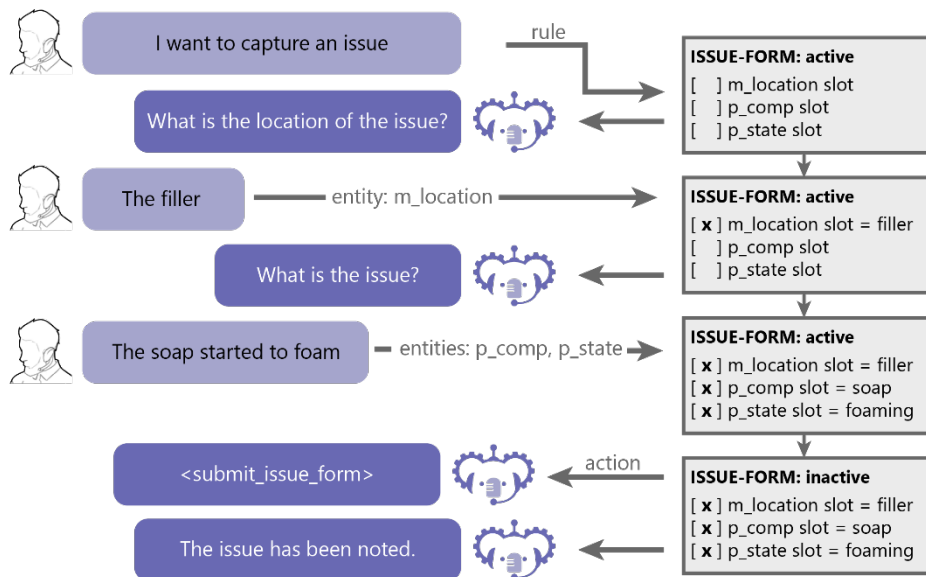 I want to capture an issue
rule
ISSUE-FORM: active
[   ] m_location slot
[   ] p_comp slot
[   ] p_state slot
What is the location of the issue?
The filler
entity: m_location
ISSUE-FORM: active
[ x ] m_location slot = filler
[   ] p_comp slot
[   ] p_state slot
What is the issue?
The soap started to foam
entities: p_comp, p_state
ISSUE-FORM: active
[ x ] m_location slot = filler
[ x ] p_comp slot = soap
[ x ] p_state slot = foaming
<submit_issue_form>
action
ISSUE-FORM: inactive
[ x ] m_location slot = filler
[ x ] p_comp slot = soap
[ x ] p_state slot = foaming
The issue has been noted.